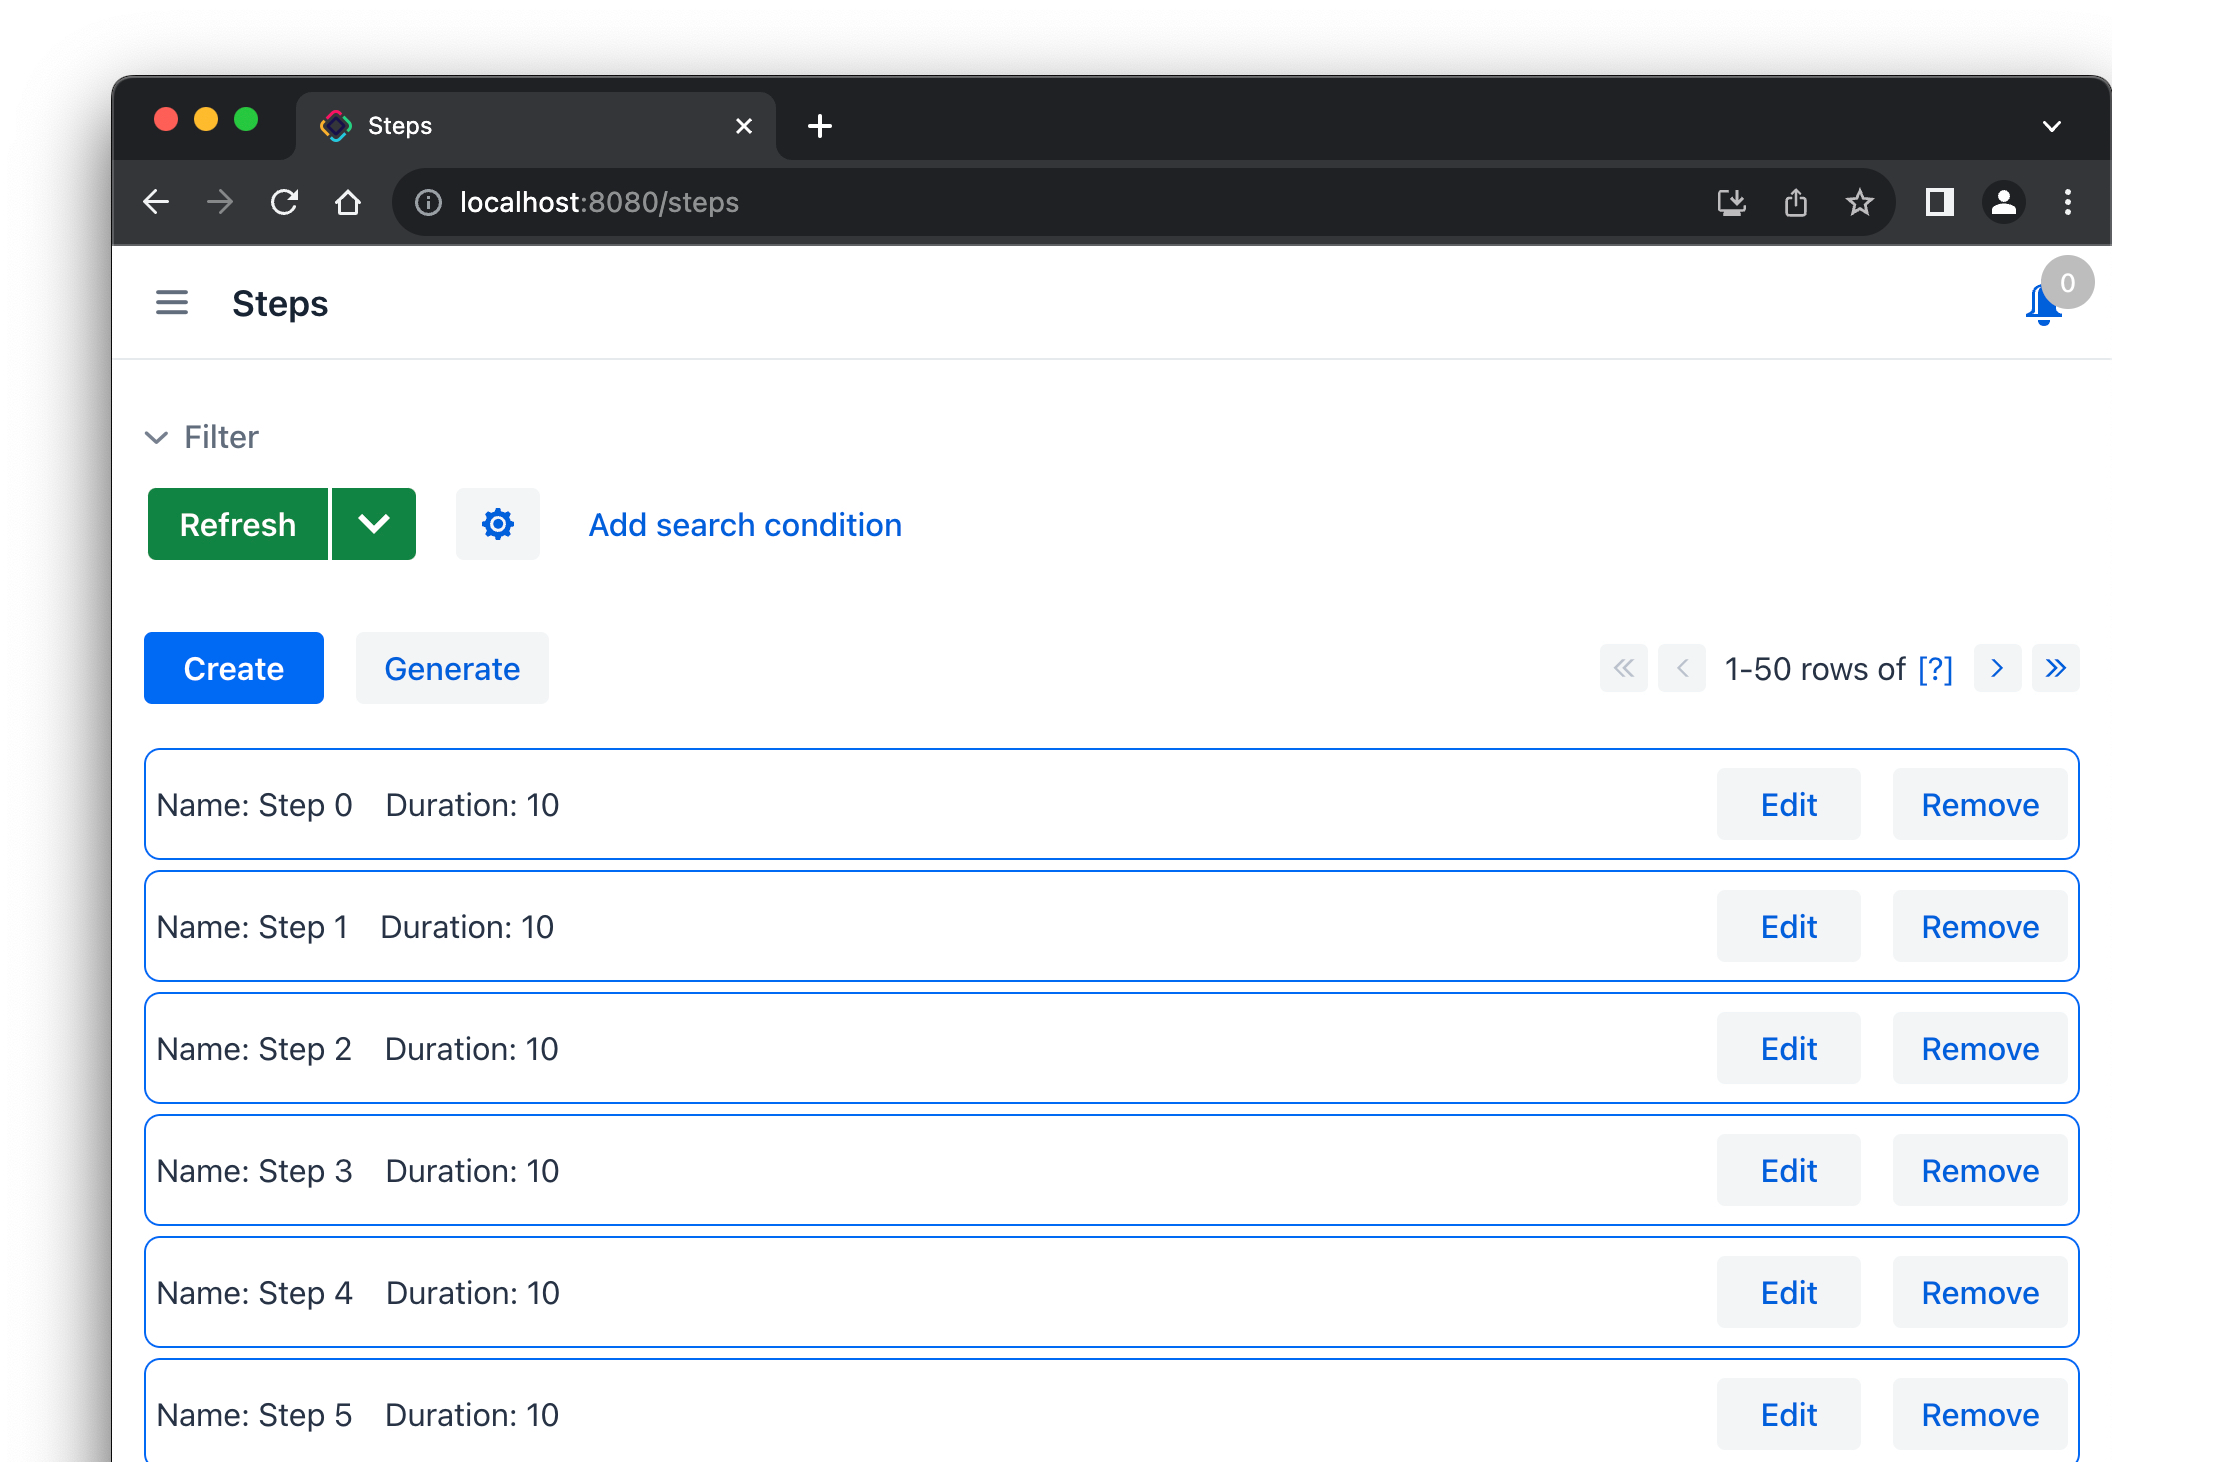 Steps
localhost:8080/steps
Steps
0
Filter
Refresh Add search condition
Create Generate 1-50 rows of [?]
Name: Step 0 Duration: 10 Edit Remove
Name: Step 1 Duration: 10 Edit Remove
Name: Step 2 Duration: 10 Edit Remove
Name: Step 3 Duration: 10 Edit Remove
Name: Step 4 Duration: 10 Edit Remove
Name: Step 5 Duration: 10 Edit Remove